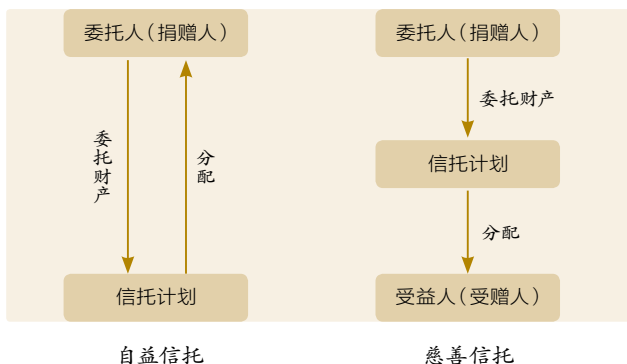 委托人（捐赠人）
委托财产
分配
信托计划
自益信托
委托人（捐赠人）
委托财产
信托计划
分配
受益人（受赠人）
慈善信托